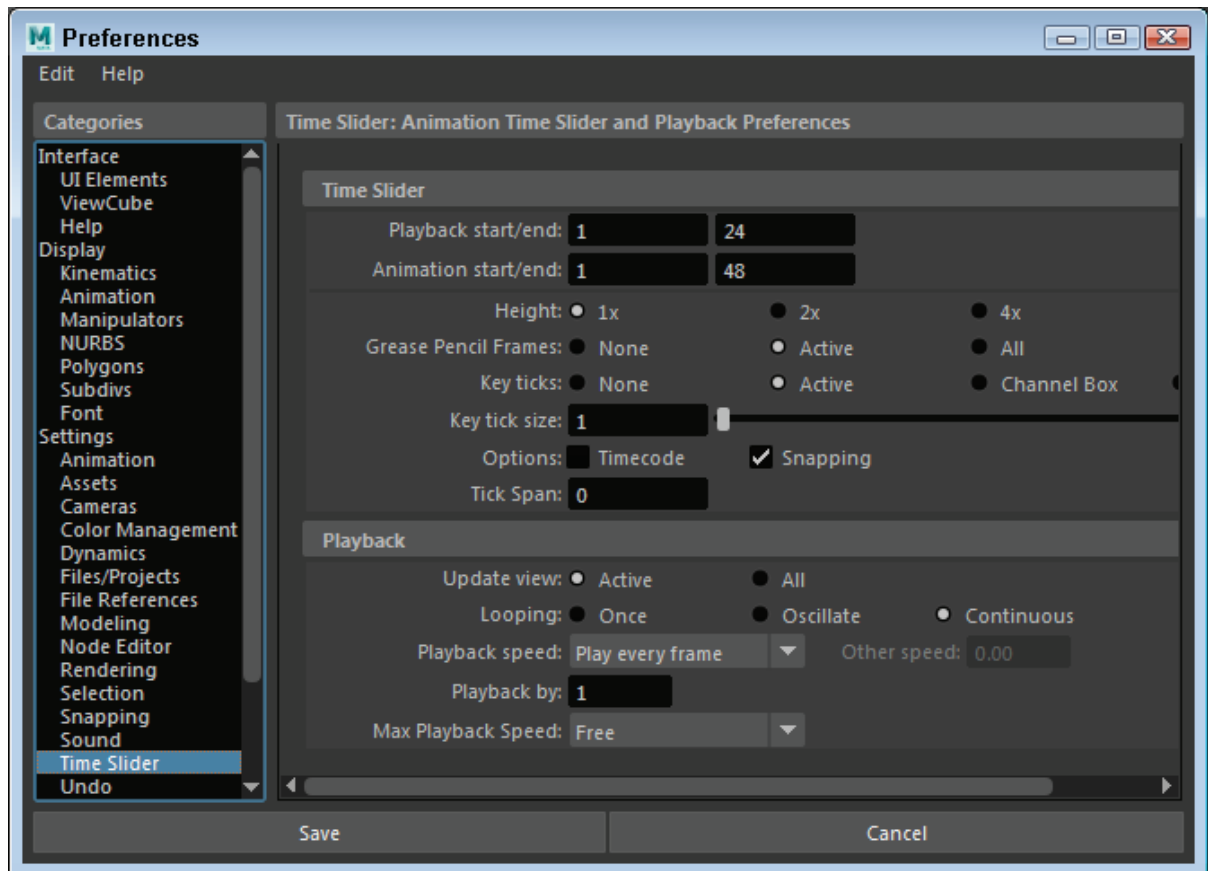 Preferences
Edit Help
Categories
Interface
UI Elements
ViewCube
Help
Display
Kinematics
Animation
Manipulators
NURBS
Polygons
Subdivs
Font
Settings
Animation
Assets
Cameras
Color Management
Dynamics
Files/Projects
File References
Modeling
Node Editor
Rendering
Selection
Snapping
Sound
Time Slider
Undo
Time Slider: Animation Time Slider and Playback Preferences
Time Slider
Playback start/end: 1 24
Animation start/end: 1 48
Height: 1x 2x 4x
Grease Pencil Frames: None Active All
Key ticks: None Active Channel Box
Key tick size: 1
Options: Timecode Snapping
Tick Span: 0
Playback
Update view: Active All
Looping: Once Oscillate Continuous
Playback speed: Play every frame Other speed: 0.00
Playback by: 1
Max Playback Speed: Free
Save Cancel